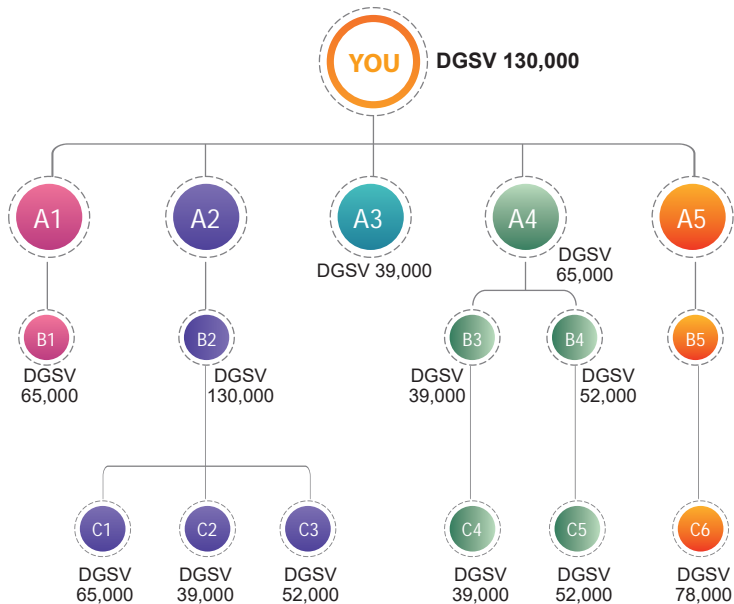 YOU
DGSV 130,000
A1
A2
A3
A4
A5
DGSV 39,000
DGSV
65,000
B1
B2
B3
B4
B5
DGSV
65,000
DGSV
130,000
DGSV
39,000
DGSV
52,000
C1
C2
C3
C4
C5
C6
DGSV
65,000
DGSV
39,000
DGSV
52,000
DGSV
39,000
DGSV
52,000
DGSV
78,000